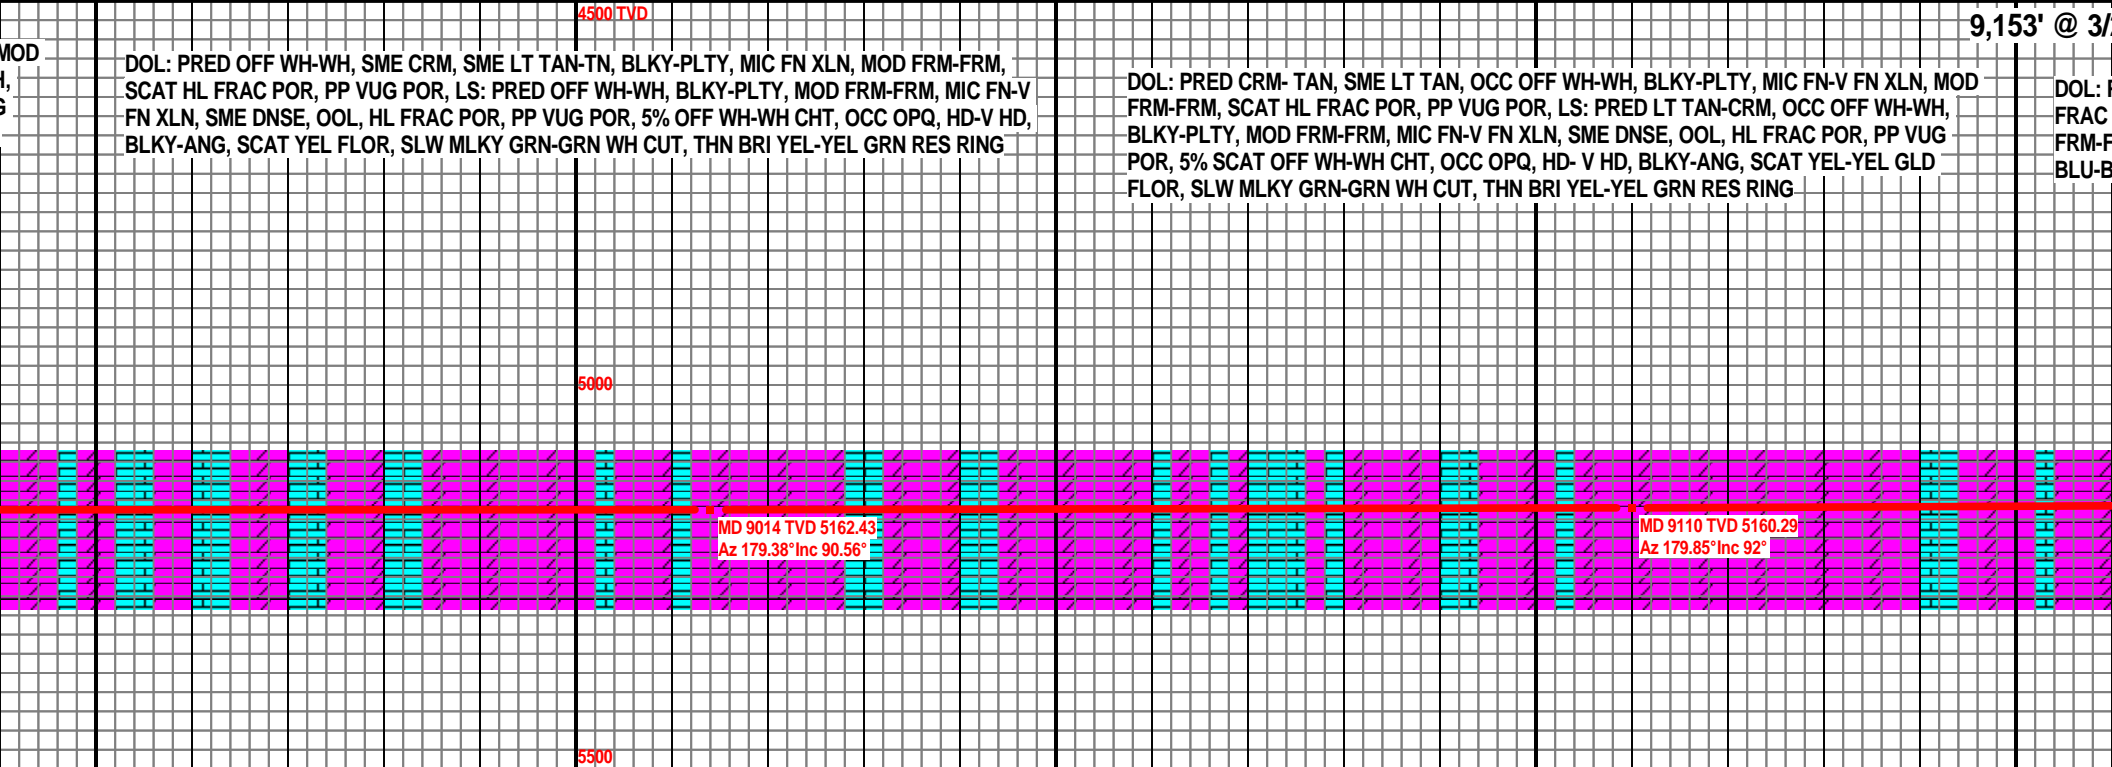 4500 TVD
9,153' @ 3/
MOD
H,
DOL: PRED OFF WH-WH, SME CRM, SME LT TAN-TN, BLKY-PLTY, MIC FN XLN, MOD FRM-FRM,
SCAT HL FRAC POR, PP VUG POR, LS: PRED OFF WH-WH, BLKY-PLTY, MOD FRM-FRM, MIC FN-V
FN XLN, SME DNSE, OOL, HL FRAC POR, PP VUG POR, 5% OFF WH-WH CHT, OCC OPQ, HD-V HD,
BLKY-ANG, SCAT YEL FLOR, SLW MLKY GRN-GRN WH CUT, THN BRI YEL-YEL GRN RES RING
DOL: PRED CRM- TAN, SME LT TAN, OCC OFF WH-WH, BLKY-PLTY, MIC FN-V FN XLN, MOD
FRM-FRM, SCAT HL FRAC POR, PP VUG POR, LS: PRED LT TAN-CRM, OCC OFF WH-WH,
BLKY-PLTY, MOD FRM-FRM, MIC FN-V FN XLN, SME DNSE, OOL, HL FRAC POR, PP VUG
POR, 5% SCAT OFF WH-WH CHT, OCC OPQ, HD- V HD, BLKY-ANG, SCAT YEL-YEL GLD
FLOR, SLW MLKY GRN-GRN WH CUT, THN BRI YEL-YEL GRN RES RING
DOL:
FRAC
FRM-F
BLU-B
5000
MD 9014 TVD 5162.43
Az 179.38°Inc 90.56°
MD 9110 TVD 5160.29
Az 179.85°Inc 92°
5500